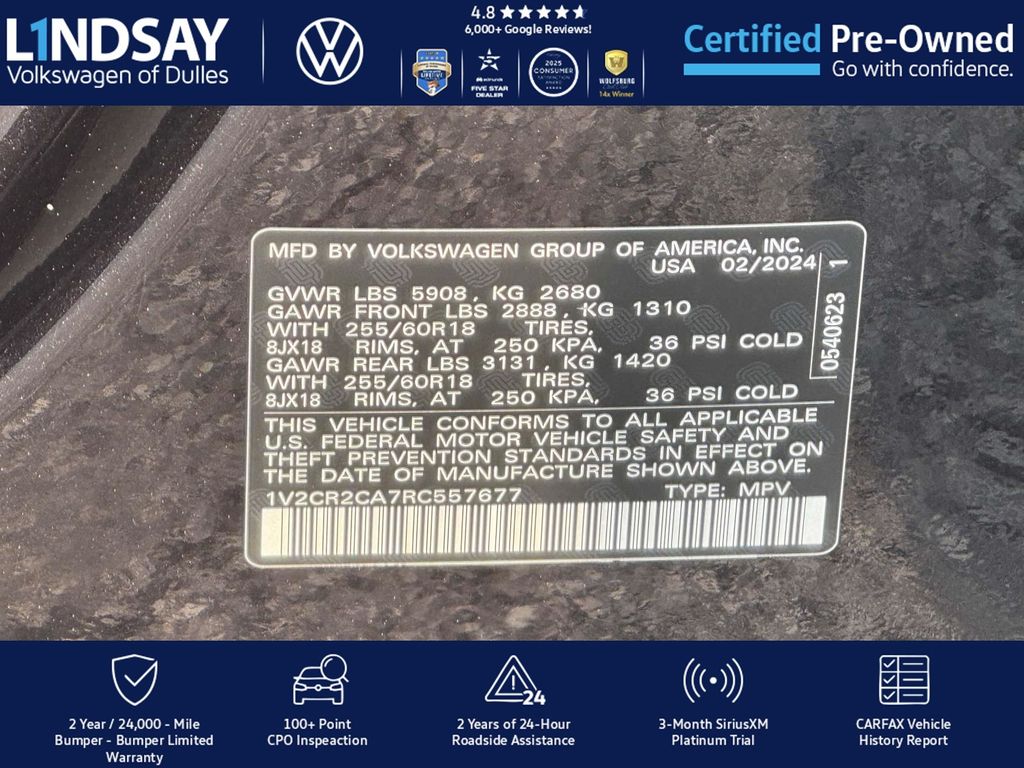 L1NDSAY
Volkswagen of Dulles
4.8
6,000+ Google Reviews!
edmunds
FIVE STAR
DEALER
2025
CONSUMER
SATISFACTION
AWARD
WOLFSBURG
14x Winner
Certified Pre-Owned
Go with confidence.
MFD BY VOLKSWAGEN GROUP OF AMERICA, INC.
USA 02/2024
GVWR LBS 5908, KG 2680
GAWR FRONT LBS 2888, KG 1310
WITH 255/60R18 TIRES,
8JX18 RIMS, AT 250 KPA, 36 PSI COLD
GAWR REAR LBS 3131, KG 1420
WITH 255/60R18 TIRES,
8JX18 RIMS, AT 250 KPA, 36 PSI COLD
0540623 1
THIS VEHICLE CONFORMS TO ALL APPLICABLE
U.S. FEDERAL MOTOR VEHICLE SAFETY AND
THEFT PREVENTION STANDARDS IN EFFECT ON
THE DATE OF MANUFACTURE SHOWN ABOVE.
1V2CR2CA7RC557677 TYPE: MPV
24
2 Year / 24,000 - Mile
Bumper - Bumper Limited
Warranty
100+ Point
CPO Inspeaction
2 Years of 24-Hour
Roadside Assistance
3-Month SiriusXM
Platinum Trial
CARFAX Vehicle
History Report